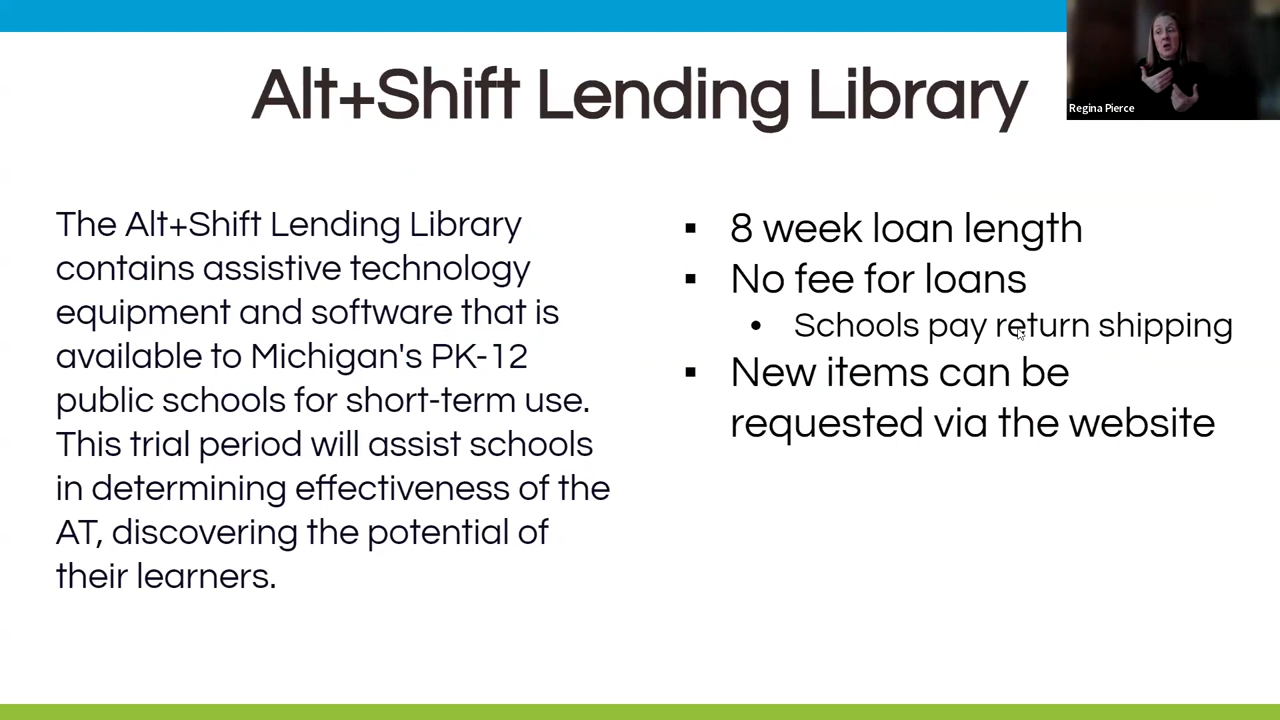 Alt+Shift Lending Library
Regina Pierce
The Alt+Shift Lending Library
contains assistive technology
equipment and software that is
available to Michigan's PK-12
public schools for short-term use.
This trial period will assist schools
in determining effectiveness of the
AT, discovering the potential of
their learners.
▪ 8 week loan length
▪ No fee for loans
• Schools pay return shipping
▪ New items can be
requested via the website